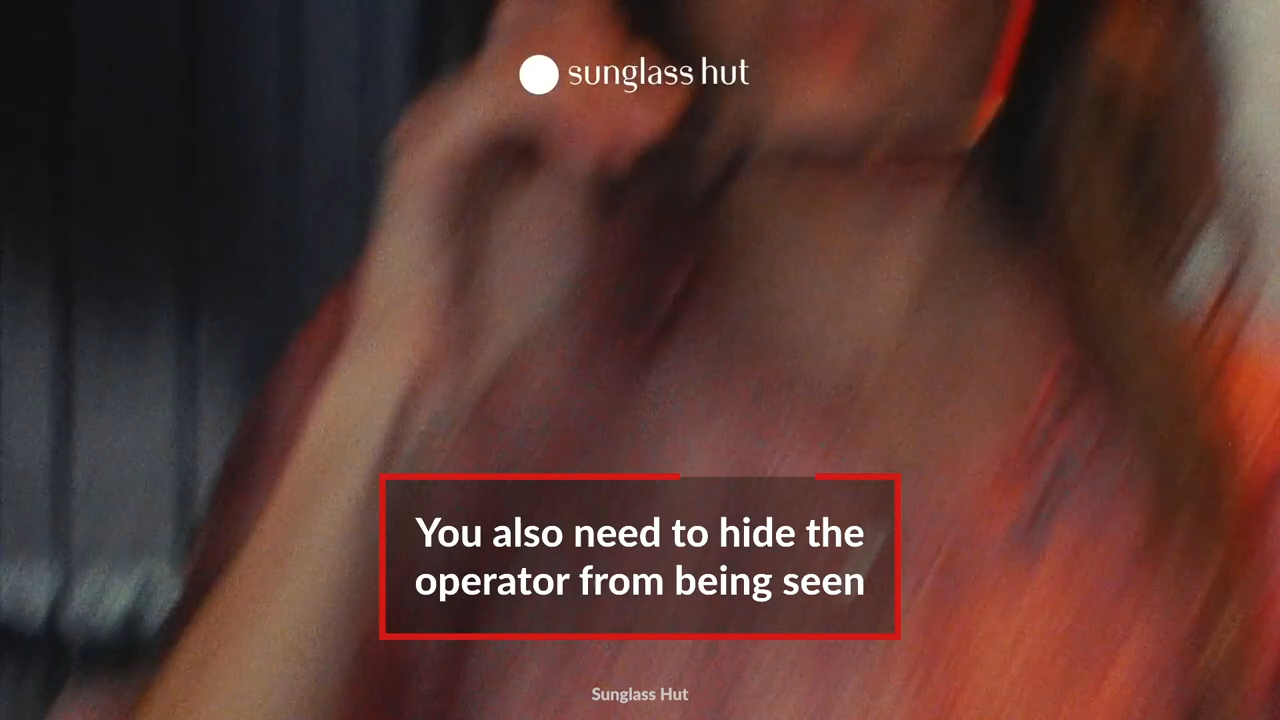 sunglass hut
You also need to hide the
operator from being seen
Sunglass Hut